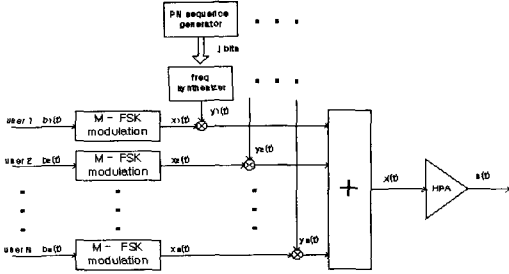 PN sequence
generator
j bits
freq
synthesizer
y1(t)
user 1 b1(t) M - FSK
modulation x1(t)
user 2 b2(t) M - FSK
modulation x2(t) y2(t)
+ x(t) HPA s(t)
user N bn(t) M - FSK
modulation xn(t) yn(t)